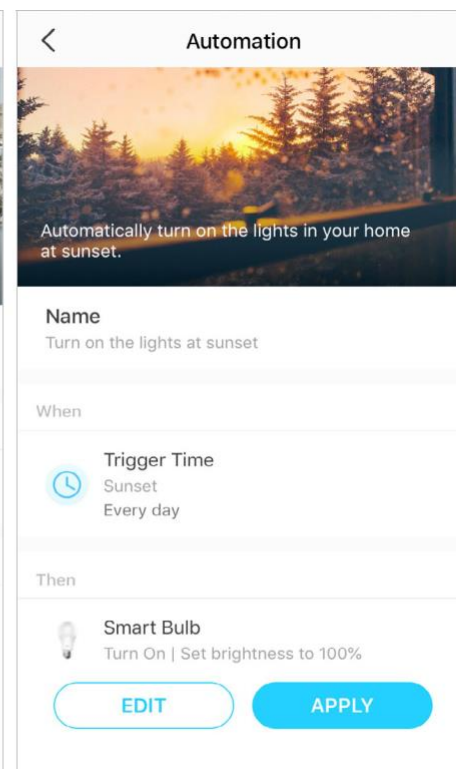 Automation
Automatically turn on the lights in your home
at sunset.
Name
Turn on the lights at sunset
When
Trigger Time
Sunset
Every day
Then
Smart Bulb
Turn On | Set brightness to 100%
EDIT
APPLY